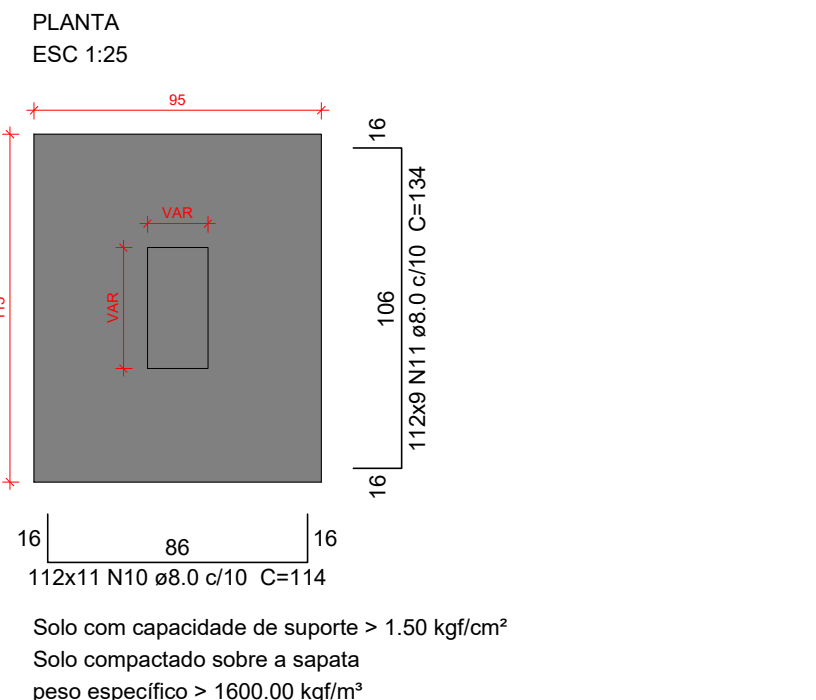 PLANTA
ESC 1:25
95
16
VAR
VAR
106
112x9 N11 ø8.0 c/10 C=134
16
16
86
16
112x11 N10 ø8.0 c/10 C=114
Solo com capacidade de suporte > 1.50 kgf/cm²
Solo compactado sobre a sapata
peso específico > 1600.00 kgf/m³